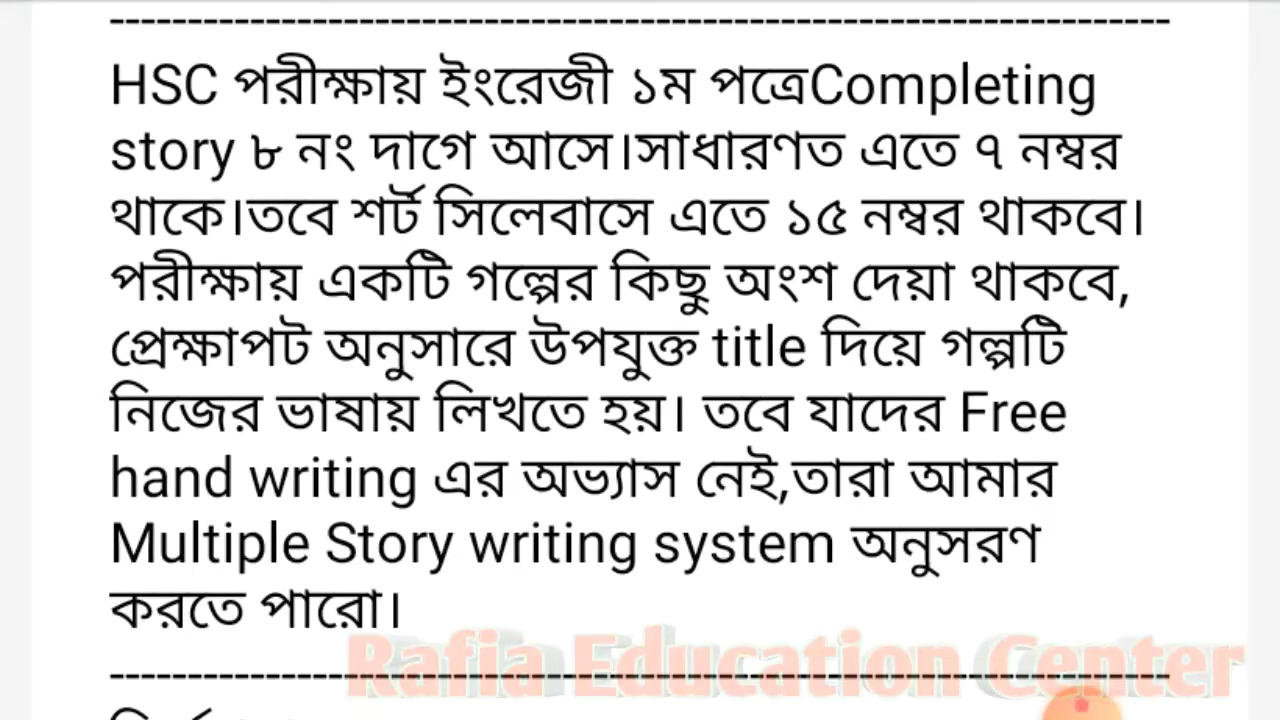 HSC পরীক্ষায় ইংরেজী ১ম পত্রেCompleting
story ৮ নং দাগে আসে।সাধারণত এতে ৭ নম্বর
থাকে।তবে শর্ট সিলেবাসে এতে ১৫ নম্বর থাকবে।
পরীক্ষায় একটি গল্পের কিছু অংশ দেয়া থাকবে,
প্রেক্ষাপট অনুসারে উপযুক্ত title দিয়ে গল্পটি
নিজের ভাষায় লিখতে হয়। তবে যাদের Free
hand writing এর অভ্যাস নেই,তারা আমার
Multiple Story writing system অনুসরণ
করতে পারো।
Rafia Education Center